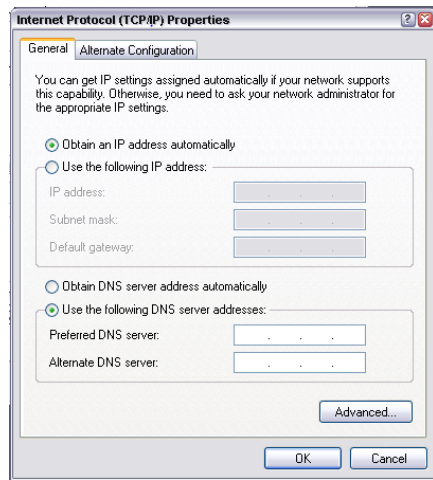 Internet Protocol (TCP/IP) Properties
General Alternate Configuration
You can get IP settings assigned automatically if your network supports
this capability. Otherwise, you need to ask your network administrator for
the appropriate IP settings.
Obtain an IP address automatically
Use the following IP address:
IP address:
Subnet mask:
Default gateway:
Obtain DNS server address automatically
Use the following DNS server addresses:
Preferred DNS server:
Alternate DNS server:
Advanced...
OK Cancel